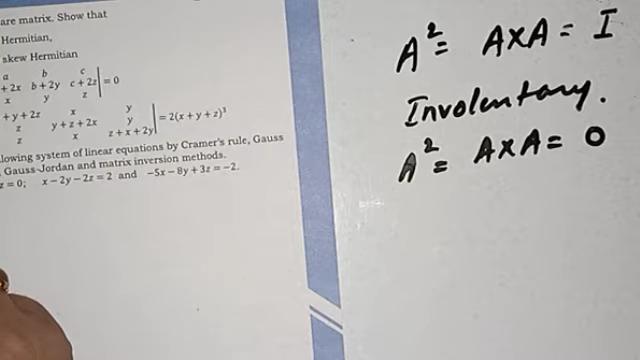 are matrix. Show that
Hermitian,
skew Hermitian
a b c
+ 2x b + 2y c + 2z = 0
x y z
+ y + 2z x y
z y + z + 2x y = 2(x + y + z)³
z x z + x + 2y
lowing system of linear equations by Cramer's rule, Gauss
, Gauss-Jordan and matrix inversion methods.
z = 0; x − 2y − 2z = 2 and −5x − 8y + 3z = −2.
A² = A×A = I
Involentary.
A² = A×A = 0